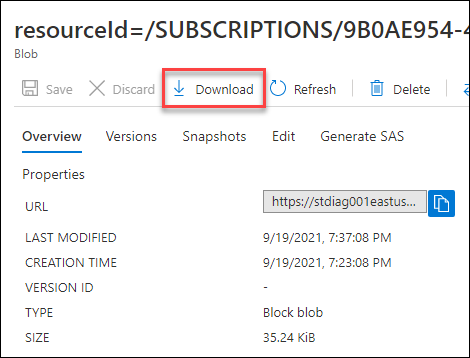 resourceId=/SUBSCRIPTIONS/9B0AE954-4
Blob
Save Discard Download Refresh Delete
Overview Versions Snapshots Edit Generate SAS
Properties
URL https://stdiag001eastus...
LAST MODIFIED 9/19/2021, 7:37:08 PM
CREATION TIME 9/19/2021, 7:23:08 PM
VERSION ID -
TYPE Block blob
SIZE 35.24 KiB